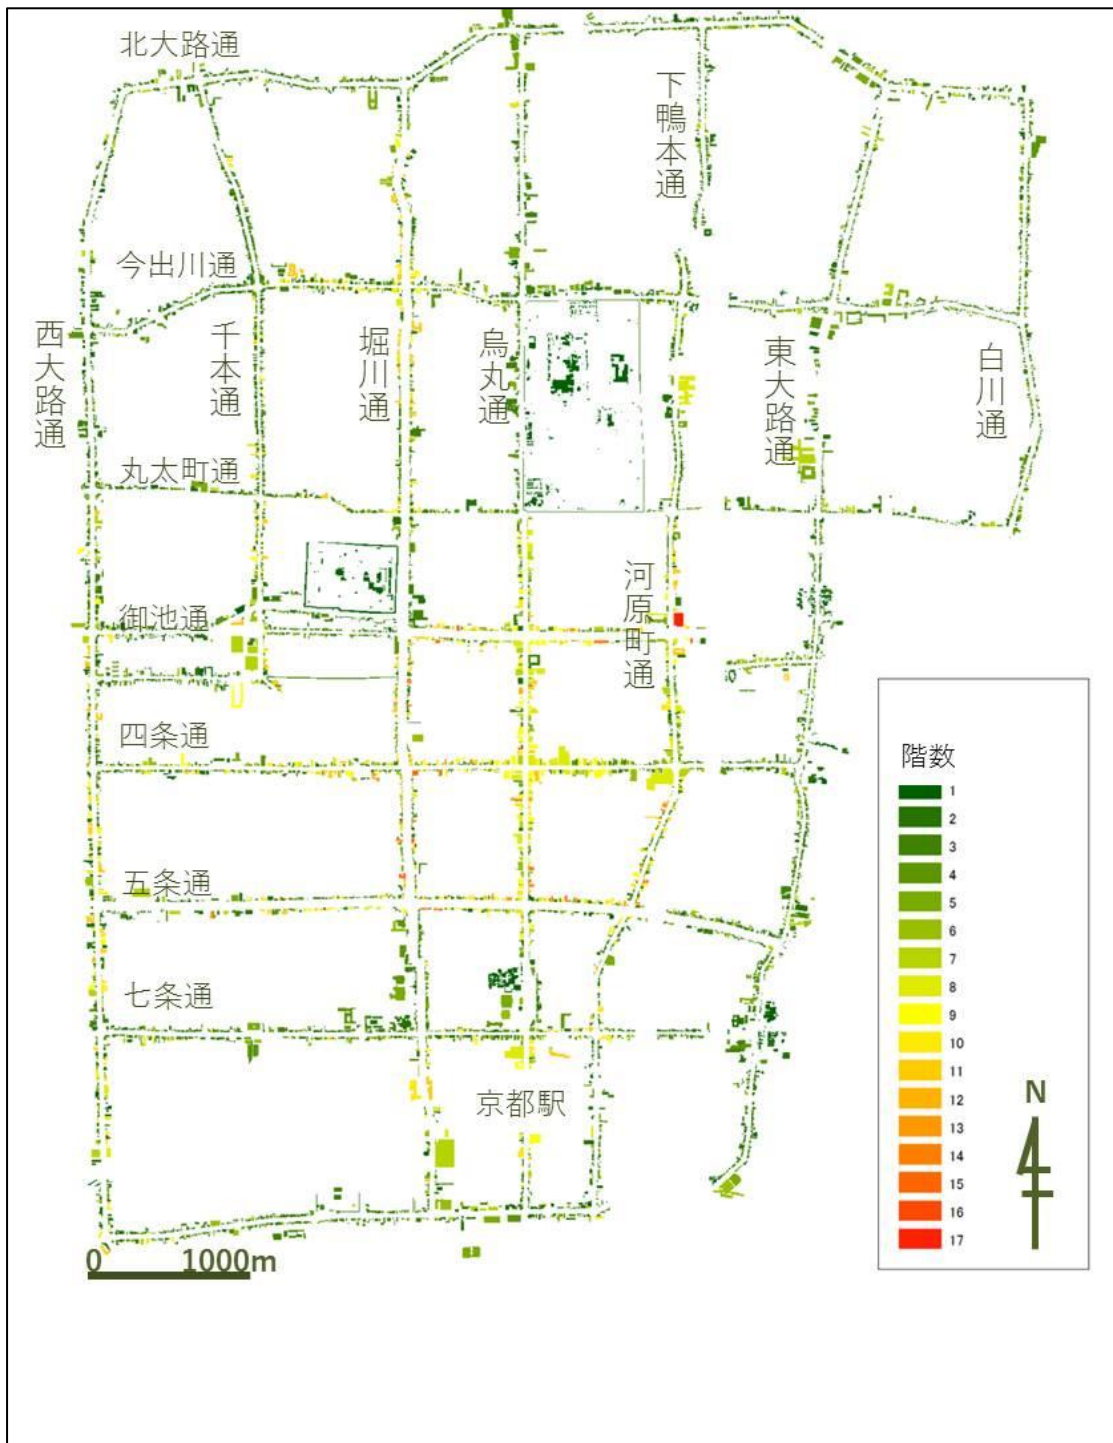 北大路通
下鴨本通
今出川通
西大路通
千本通
堀川通
烏丸通
東大路通
白川通
丸太町通
御池通
河原町通
四条通
五条通
七条通
京都駅
0 1000m
階数
1
2
3
4
5
6
7
8
9
10
11
12
13
14
15
16
17
N